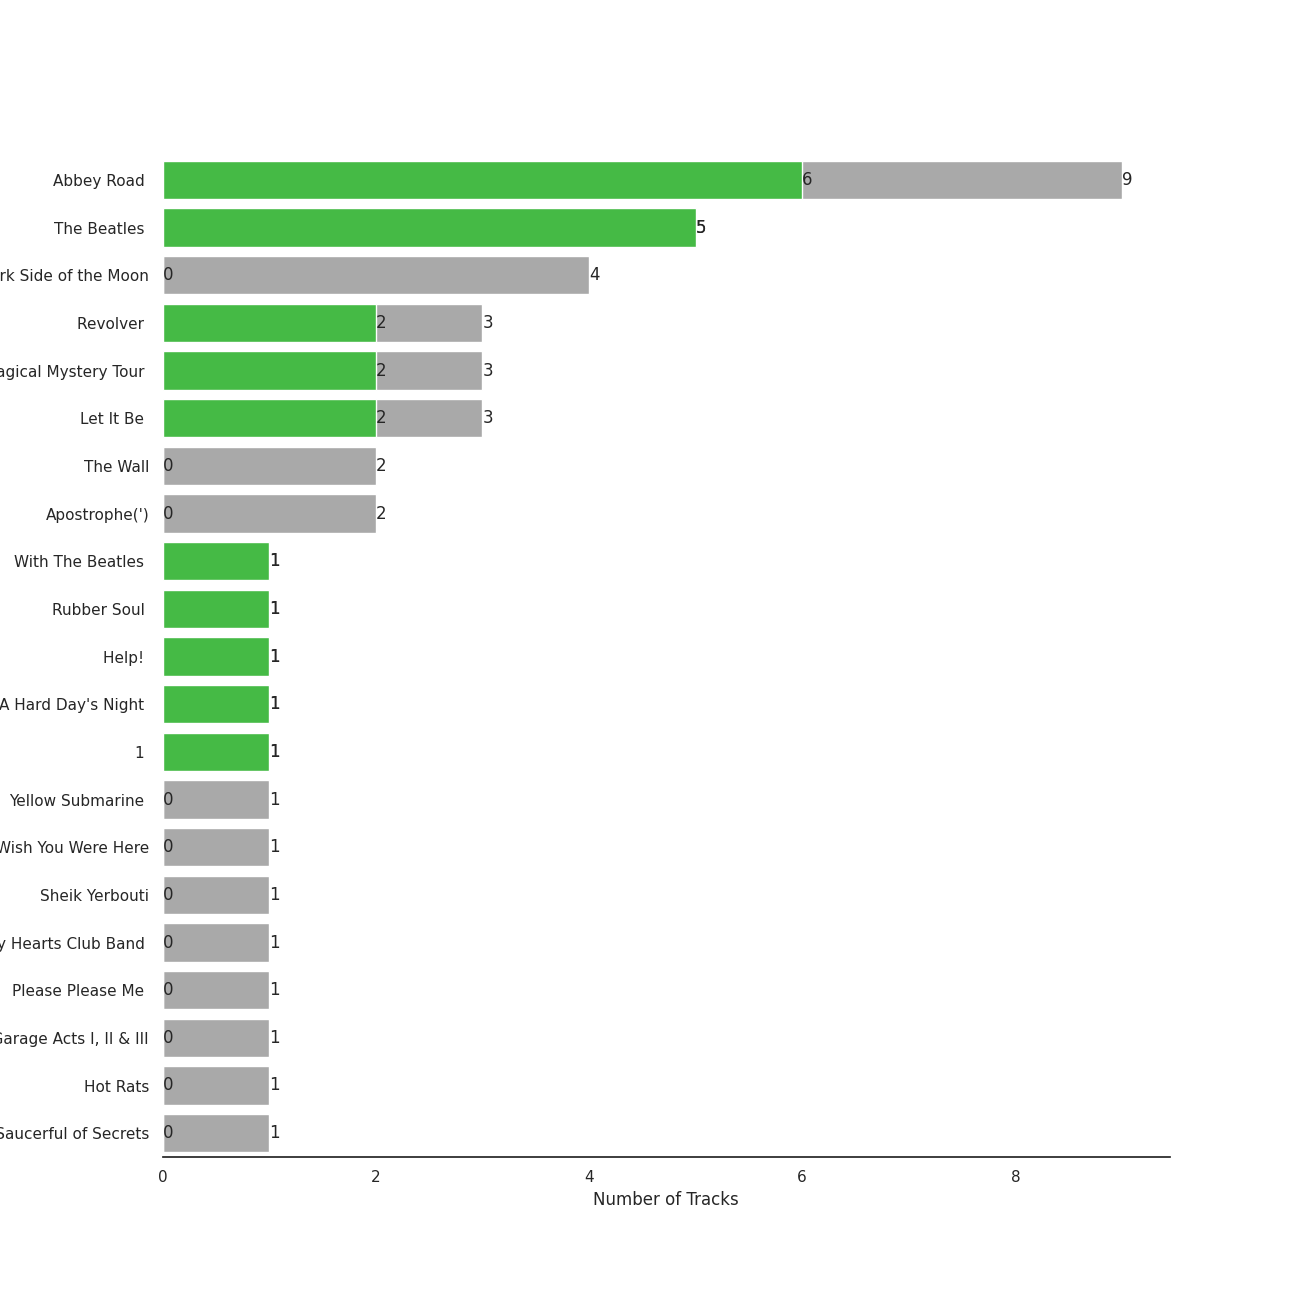 Abbey Road 6 9
The Beatles 5
rk Side of the Moon 0 4
Revolver 2 3
agical Mystery Tour 2 3
Let It Be 2 3
The Wall 0 2
Apostrophe(') 0 2
With The Beatles 1
Rubber Soul 1
Help! 1
A Hard Day's Night 1
1 1
Yellow Submarine 0 1
Wish You Were Here 0 1
Sheik Yerbouti 0 1
y Hearts Club Band 0 1
Please Please Me 0 1
Garage Acts I, II & III 0 1
Hot Rats 0 1
Saucerful of Secrets 0 1
0 2 4 6 8
Number of Tracks